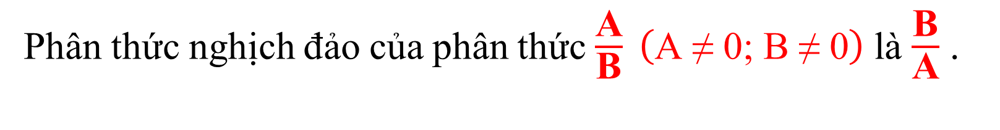 Phân thức nghịch đảo của phân thức A/B (A ≠ 0; B ≠ 0) là B/A .